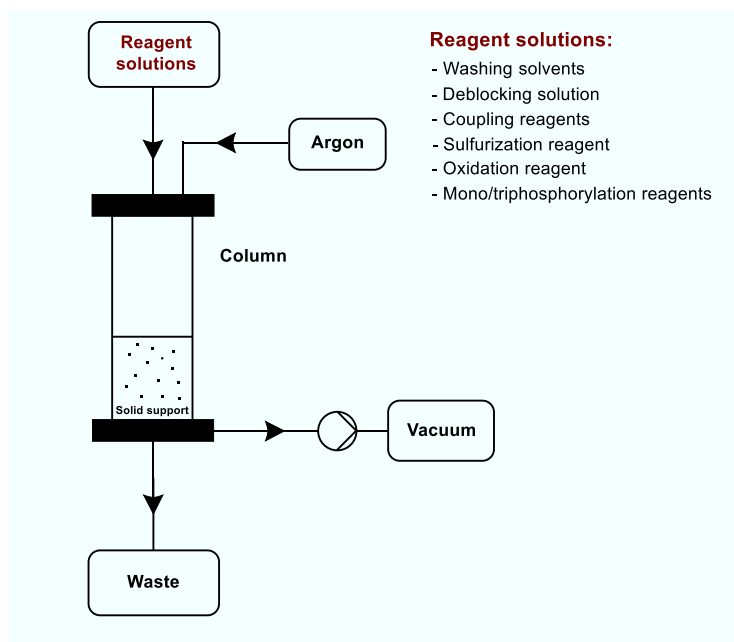 Reagent
solutions
Reagent solutions:
- Washing solvents
- Deblocking solution
- Coupling reagents
- Sulfurization reagent
- Oxidation reagent
- Mono/triphosphorylation reagents
Argon
Column
Solid support
Vacuum
Waste